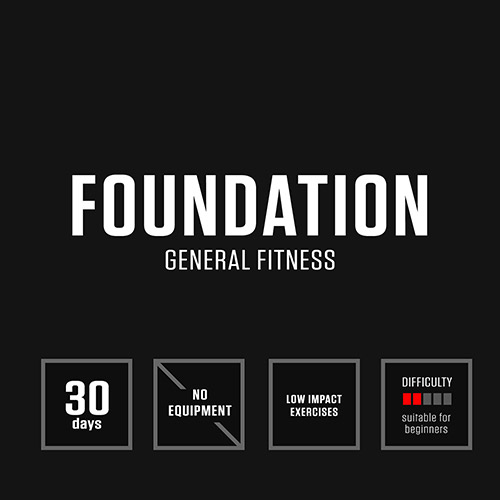 FOUNDATION
GENERAL FITNESS
30
days
NO
EQUIPMENT
LOW IMPACT
EXERCISES
DIFFICULTY
suitable for
beginners